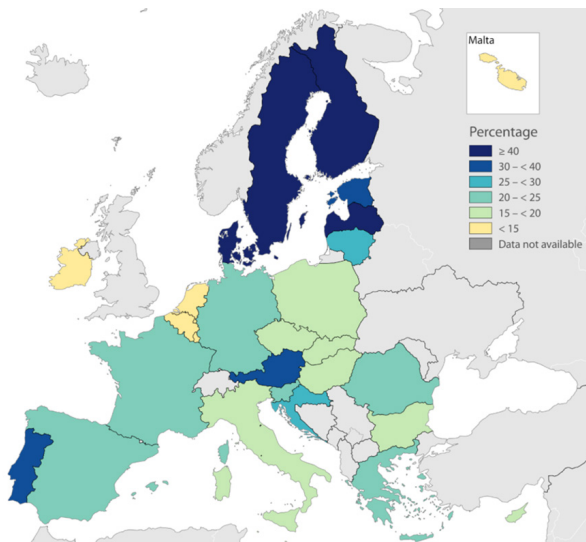 Malta
Percentage
≥ 40
30 – < 40
25 – < 30
20 – < 25
15 – < 20
< 15
Data not available